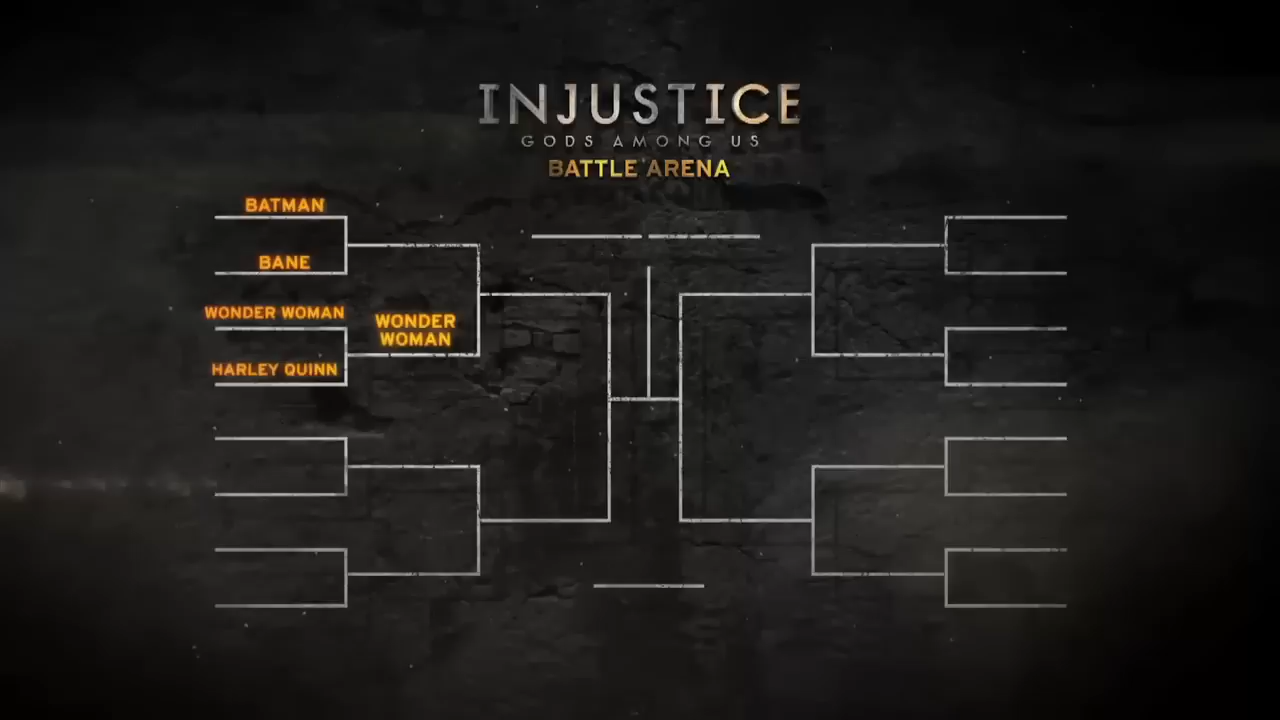 INJUSTICE
GODS AMONG US
BATTLE ARENA
BATMAN
BANE
WONDER WOMAN
HARLEY QUINN
WONDER
WOMAN